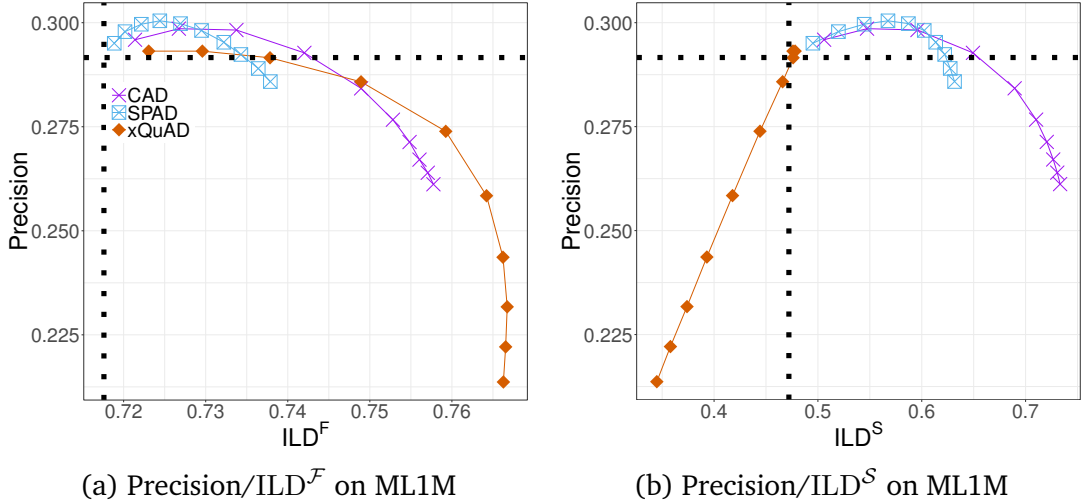 0.300
0.275
0.250
0.225
Precision
CAD
SPAD
xQuAD
0.72 0.73 0.74 0.75 0.76
ILD^F
(a) Precision/ILD^ℱ on ML1M
0.300
0.275
0.250
0.225
Precision
0.4 0.5 0.6 0.7
ILD^S
(b) Precision/ILD^𝒮 on ML1M